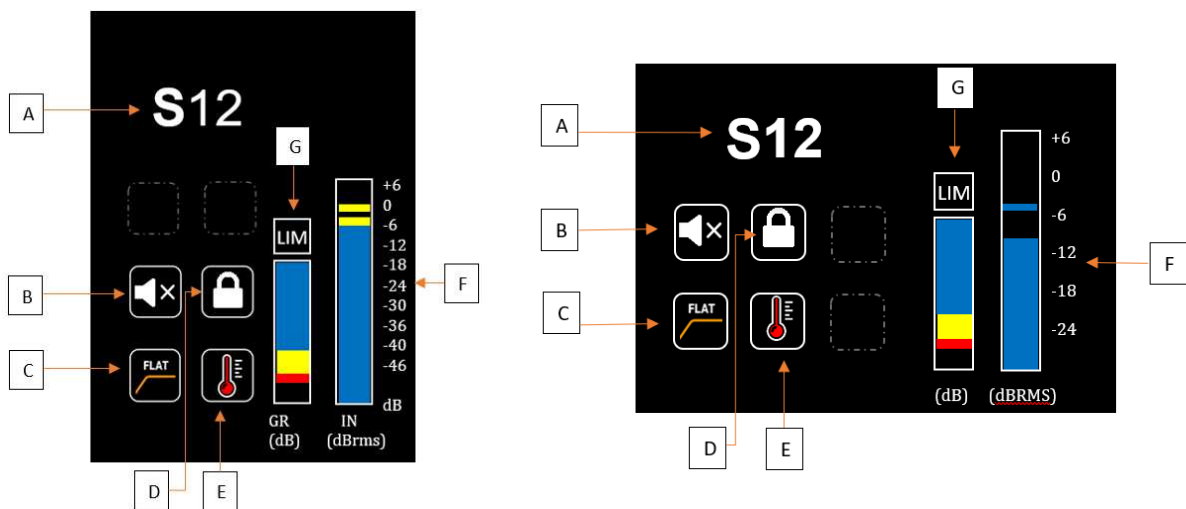 S12
A
G
LIM
+6
0
-6
-12
-18
-24
-30
-36
-40
-46
dB
F
B
C
FLAT
GR
(dB)
IN
(dBrms)
D
E
G
A
S12
LIM
+6
0
-6
-12
-18
-24
F
B
C
FLAT
(dB)
(dBRMS)
D
E